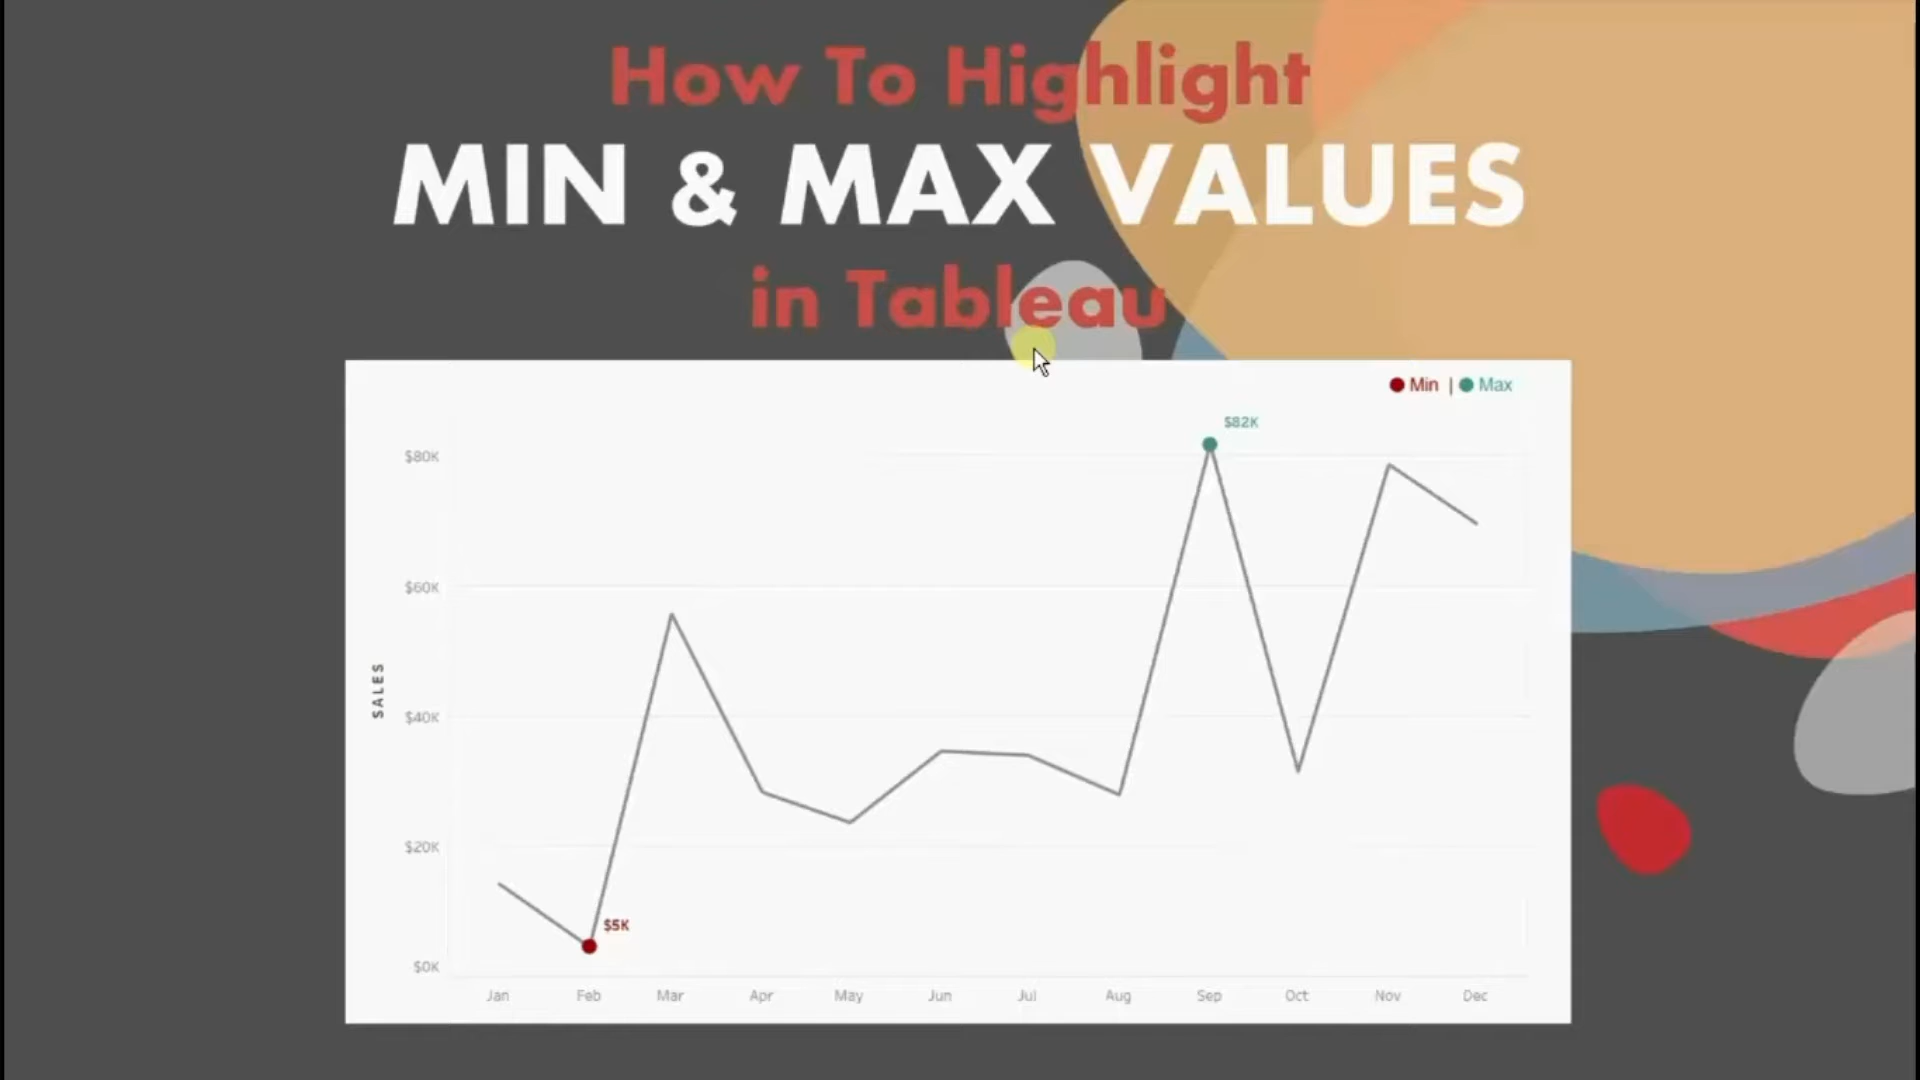 How To Highlight
MIN & MAX VALUES
in Tableau
Min | Max
$82K
$80K
$60K
SALES
$40K
$20K
$5K
$0K
Jan Feb Mar Apr May Jun Jul Aug Sep Oct Nov Dec